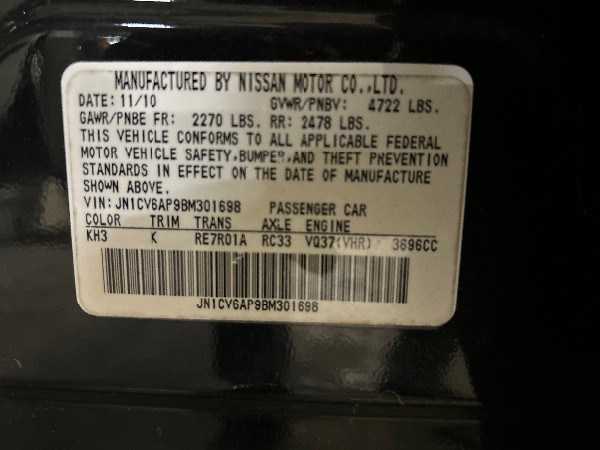 MANUFACTURED BY NISSAN MOTOR CO.,LTD.
DATE: 11/10 GVWR/PNBV: 4722 LBS.
GAWR/PNBE FR: 2270 LBS. RR: 2478 LBS.
THIS VEHICLE CONFORMS TO ALL APPLICABLE FEDERAL
MOTOR VEHICLE SAFETY,BUMPER,AND THEFT PREVENTION
STANDARDS IN EFFECT ON THE DATE OF MANUFACTURE
SHOWN ABOVE.
VIN: JN1CV6AP9BM301698 PASSENGER CAR
COLOR TRIM TRANS AXLE ENGINE
KH3 K RE7R01A RC33 VQ37(VHR) 3696CC
JN1CV6AP9BM301698